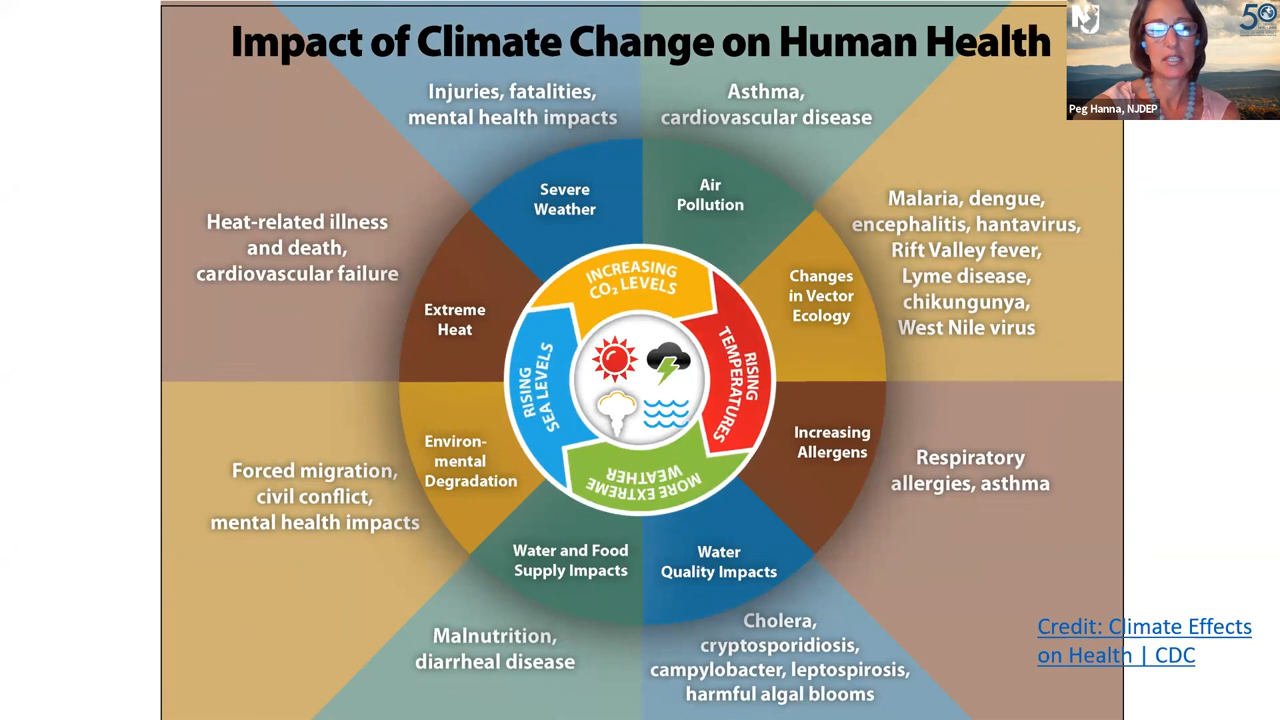 Impact of Climate Change on Human Health
NJ
50
Peg Hanna, NJDEP
Injuries, fatalities,
mental health impacts
Asthma,
cardiovascular disease
Severe
Weather
Air
Pollution
Heat-related illness
and death,
cardiovascular failure
Extreme
Heat
Changes
in Vector
Ecology
Malaria, dengue,
encephalitis, hantavirus,
Rift Valley fever,
Lyme disease,
chikungunya,
West Nile virus
INCREASING
CO₂ LEVELS
RISING
TEMPERATURES
MORE EXTREME
WEATHER
RISING
SEA LEVELS
Forced migration,
civil conflict,
mental health impacts
Environ-
mental
Degradation
Increasing
Allergens
Respiratory
allergies, asthma
Water and Food
Supply Impacts
Water
Quality Impacts
Malnutrition,
diarrheal disease
Cholera,
cryptosporidiosis,
campylobacter, leptospirosis,
harmful algal blooms
Credit: Climate Effects
on Health | CDC